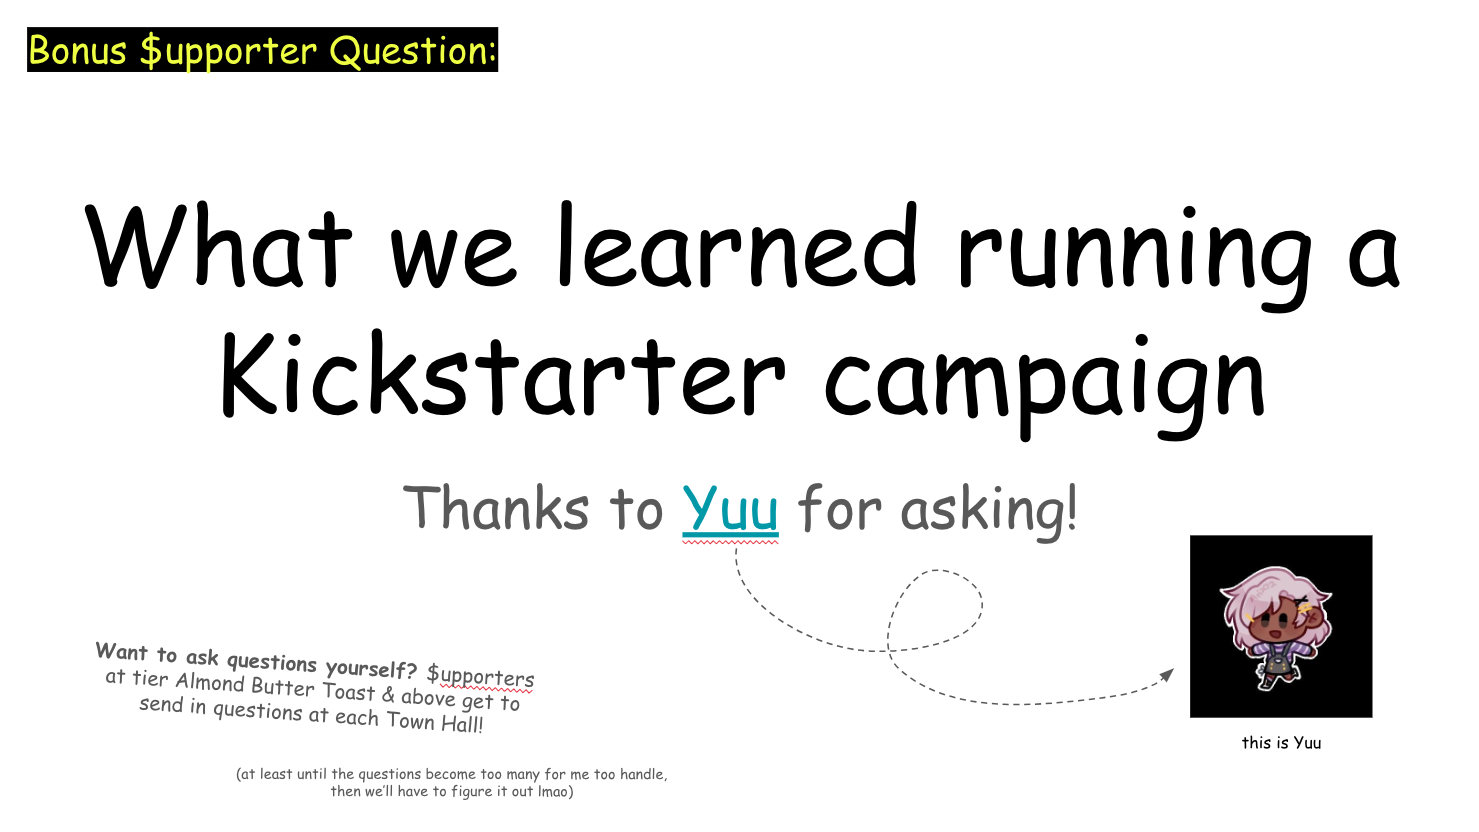 Bonus $upporter Question:
What we learned running a
Kickstarter campaign
Thanks to Yuu for asking!
Want to ask questions yourself? $upporters
at tier Almond Butter Toast & above get to
send in questions at each Town Hall!
(at least until the questions become too many for me too handle,
then we'll have to figure it out lmao)
this is Yuu